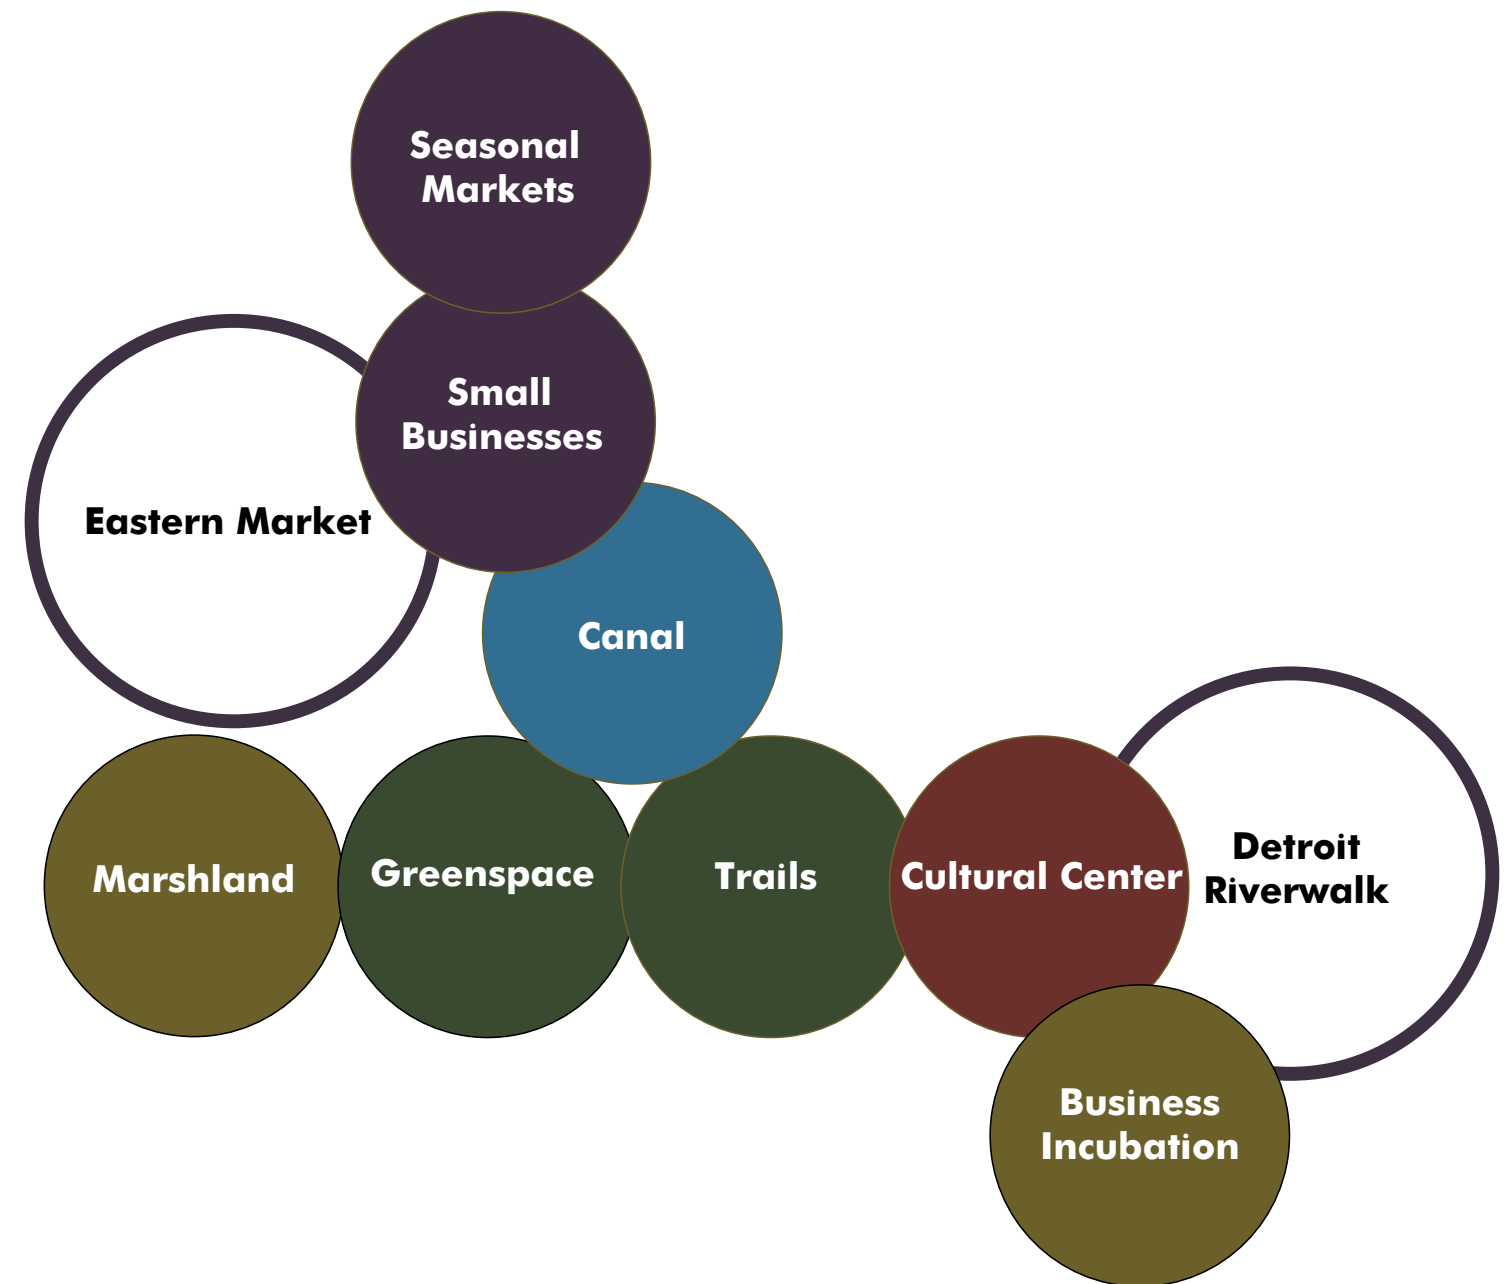 Seasonal
Markets
Small
Businesses
Eastern Market
Canal
Marshland
Greenspace
Trails
Cultural Center
Detroit
Riverwalk
Business
Incubation